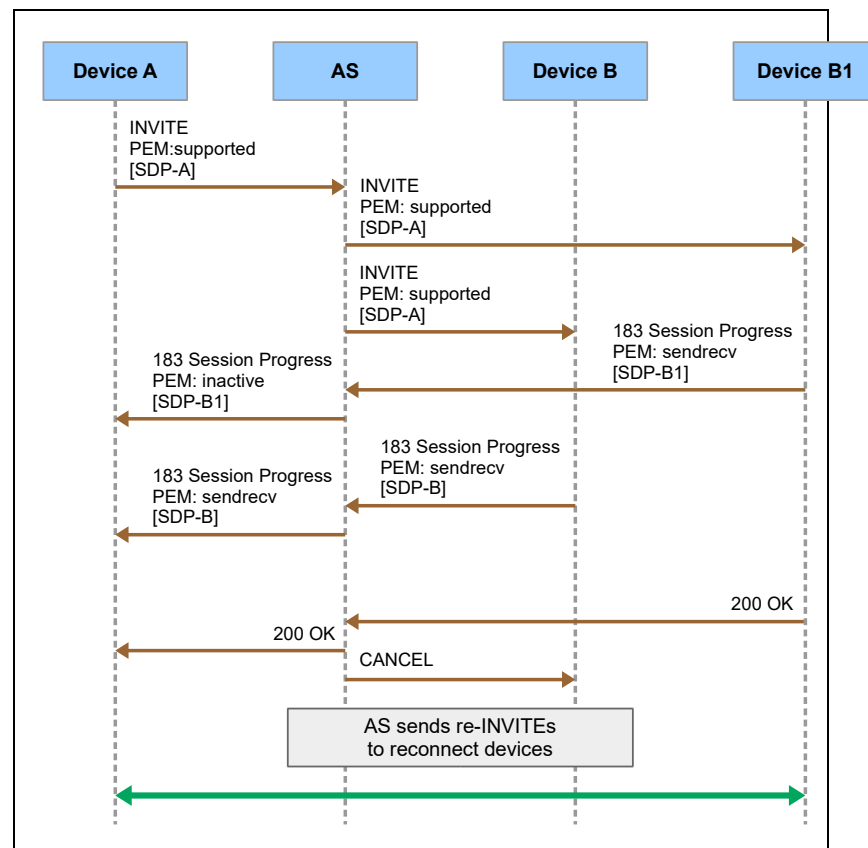 Device A
AS
Device B
Device B1
INVITE
PEM:supported
[SDP-A]
INVITE
PEM: supported
[SDP-A]
INVITE
PEM: supported
[SDP-A]
183 Session Progress
PEM: sendrecv
[SDP-B1]
183 Session Progress
PEM: inactive
[SDP-B1]
183 Session Progress
PEM: sendrecv
[SDP-B]
183 Session Progress
PEM: sendrecv
[SDP-B]
200 OK
200 OK
CANCEL
AS sends re-INVITEs
to reconnect devices